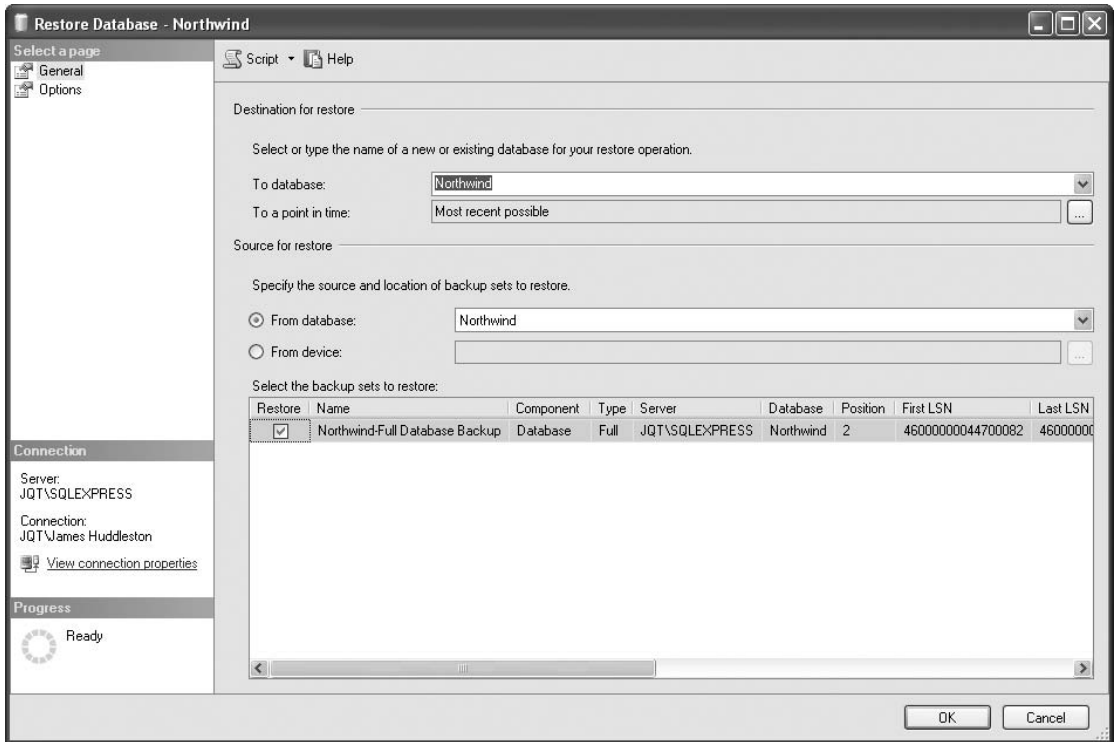 Restore Database - Northwind
Select a page
General
Options
Script
Help
Destination for restore
Select or type the name of a new or existing database for your restore operation.
To database:
Northwind
To a point in time:
Most recent possible
...
Source for restore
Specify the source and location of backup sets to restore.
From database:
Northwind
From device:
...
Select the backup sets to restore:
Restore Name Component Type Server Database Position First LSN Last LSN
Northwind-Full Database Backup Database Full JQT\SQLEXPRESS Northwind 2 46000000044700082 46000000
Connection
Server:
JQT\SQLEXPRESS
Connection:
JQT\James Huddleston
View connection properties
Progress
Ready
OK
Cancel